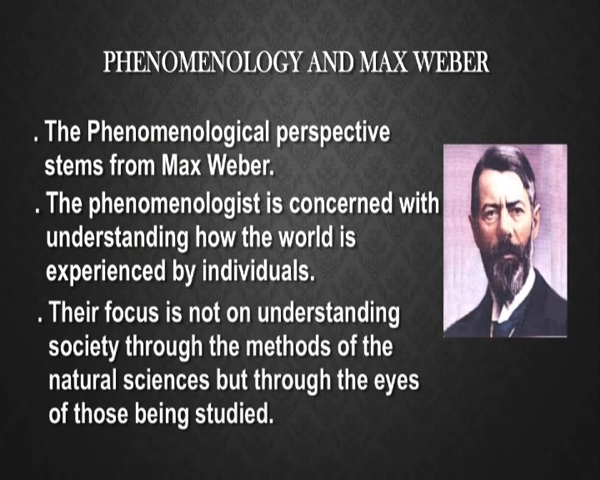 PHENOMENOLOGY AND MAX WEBER
. The Phenomenological perspective
stems from Max Weber.
. The phenomenologist is concerned with
understanding how the world is
experienced by individuals.
. Their focus is not on understanding
society through the methods of the
natural sciences but through the eyes
of those being studied.